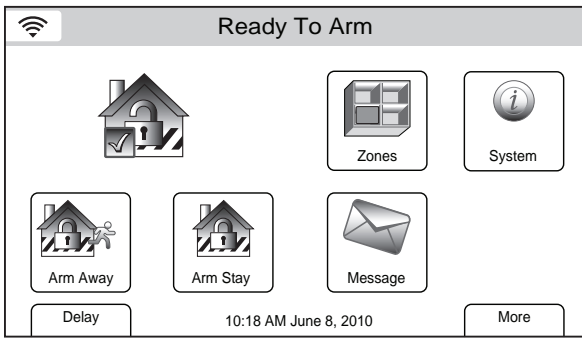 Ready To Arm
Zones
System
Arm Away
Arm Stay
Message
Delay
10:18 AM June 8, 2010
More